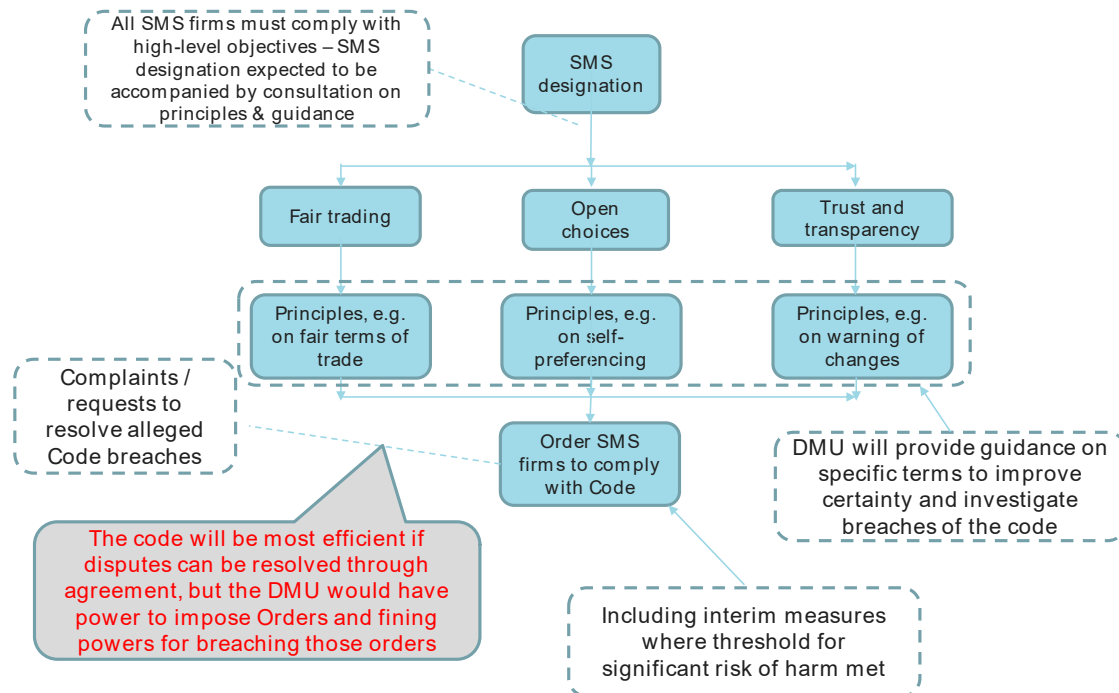 All SMS firms must comply with
high-level objectives – SMS
designation expected to be
accompanied by consultation on
principles & guidance
SMS
designation
Fair trading
Open
choices
Trust and
transparency
Principles, e.g.
on fair terms of
trade
Principles, e.g.
on self-
preferencing
Principles, e.g.
on warning of
changes
Complaints /
requests to
resolve alleged
Code breaches
Order SMS
firms to comply
with Code
DMU will provide guidance on
specific terms to improve
certainty and investigate
breaches of the code
The code will be most efficient if
disputes can be resolved through
agreement, but the DMU would have
power to impose Orders and fining
powers for breaching those orders
Including interim measures
where threshold for
significant risk of harm met